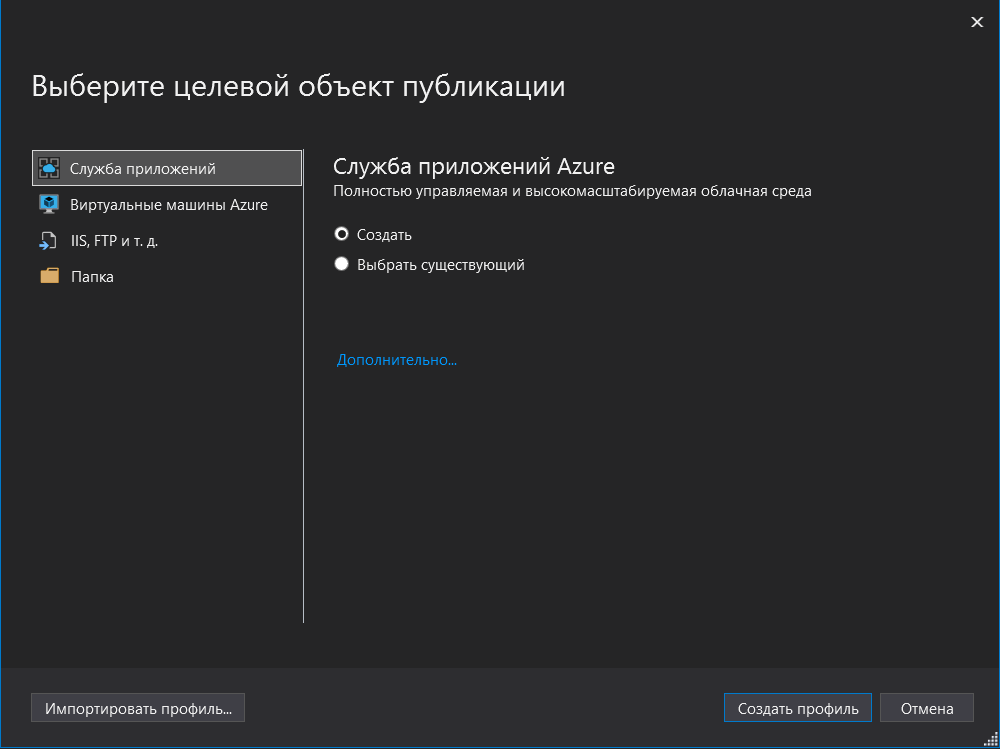 Выберите целевой объект публикации
Служба приложений
Виртуальные машины Azure
IIS, FTP и т. д.
Папка
Служба приложений Azure
Полностью управляемая и высокомасштабируемая облачная среда
Создать
Выбрать существующий
Дополнительно...
Импортировать профиль...
Создать профиль
Отмена